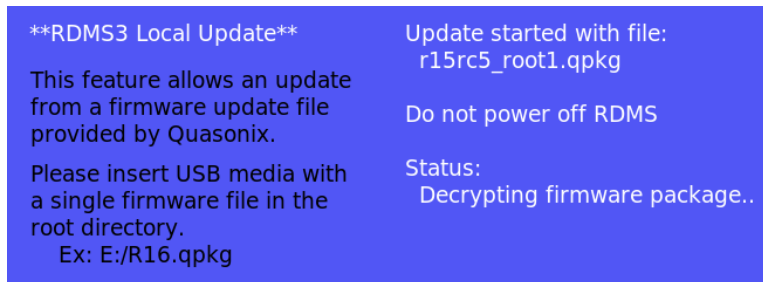 **RDMS3 Local Update**
This feature allows an update
from a firmware update file
provided by Quasonix.
Please insert USB media with
a single firmware file in the
root directory.
Ex: E:/R16.qpkg
Update started with file:
r15rc5_root1.qpkg
Do not power off RDMS
Status:
Decrypting firmware package..